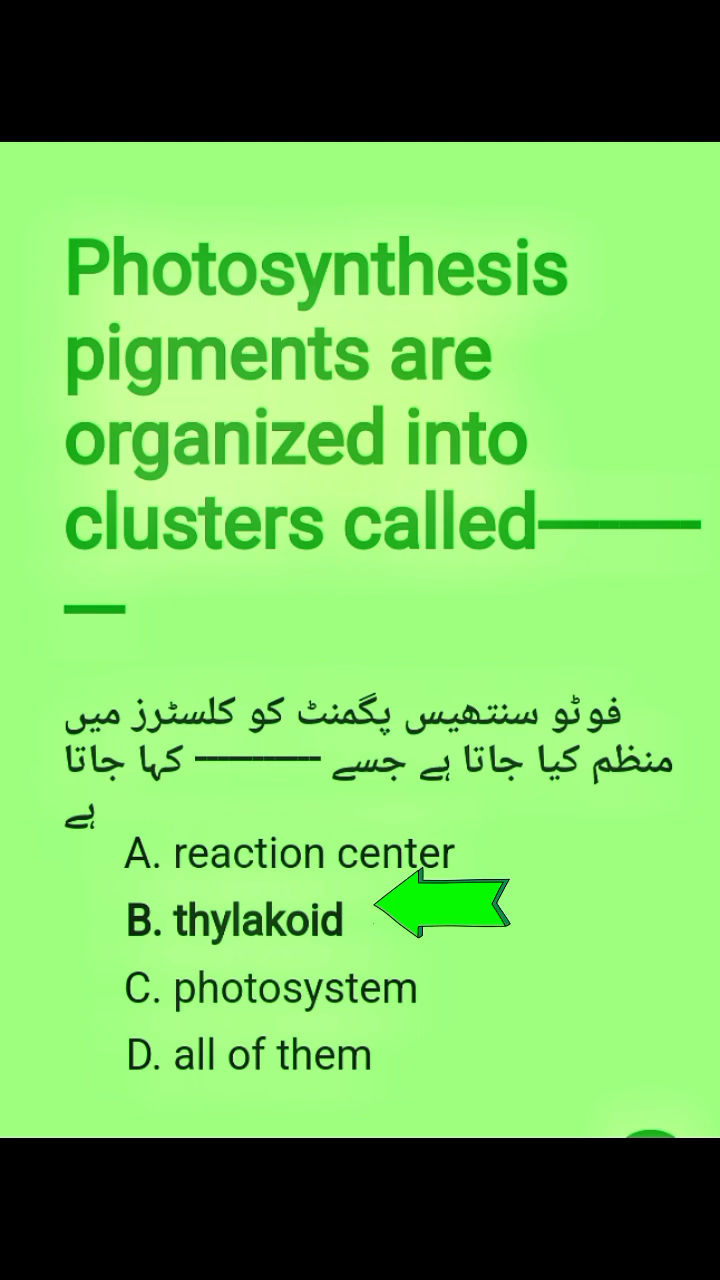 Photosynthesis
pigments are
organized into
clusters called————
—
فوٹو سنتھیس پگمنٹ کو کلسٹرز میں
منظم کیا جاتا ہے جسے ———— کہا جاتا
ہے
A. reaction center
B. thylakoid
C. photosystem
D. all of them